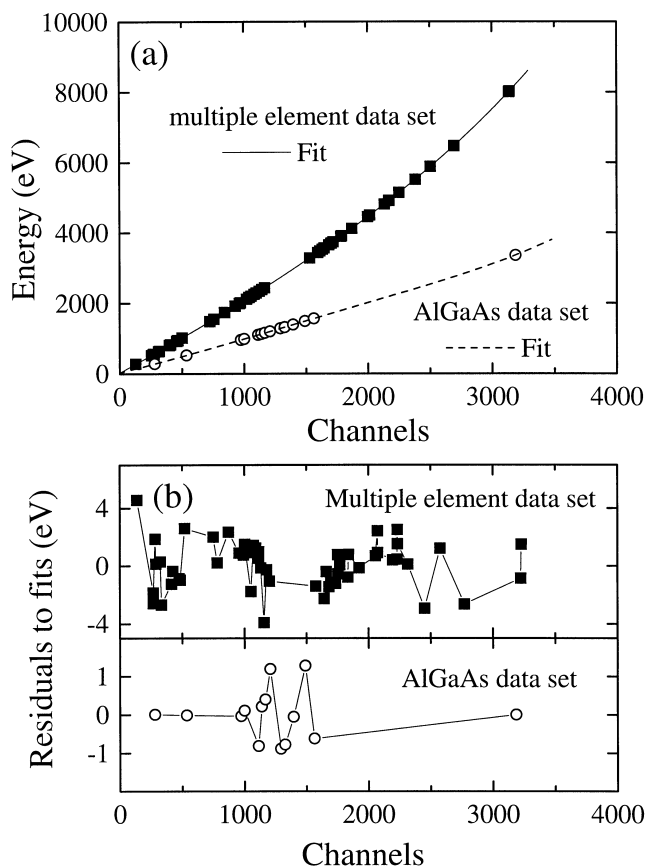 (a)
10000
8000
6000
4000
2000
0
Energy (eV)
multiple element data set
Fit
AlGaAs data set
Fit
0 1000 2000 3000 4000
Channels
(b)
Multiple element data set
4
0
-4
Residuals to fits (eV)
AlGaAs data set
1
0
-1
0 1000 2000 3000 4000
Channels